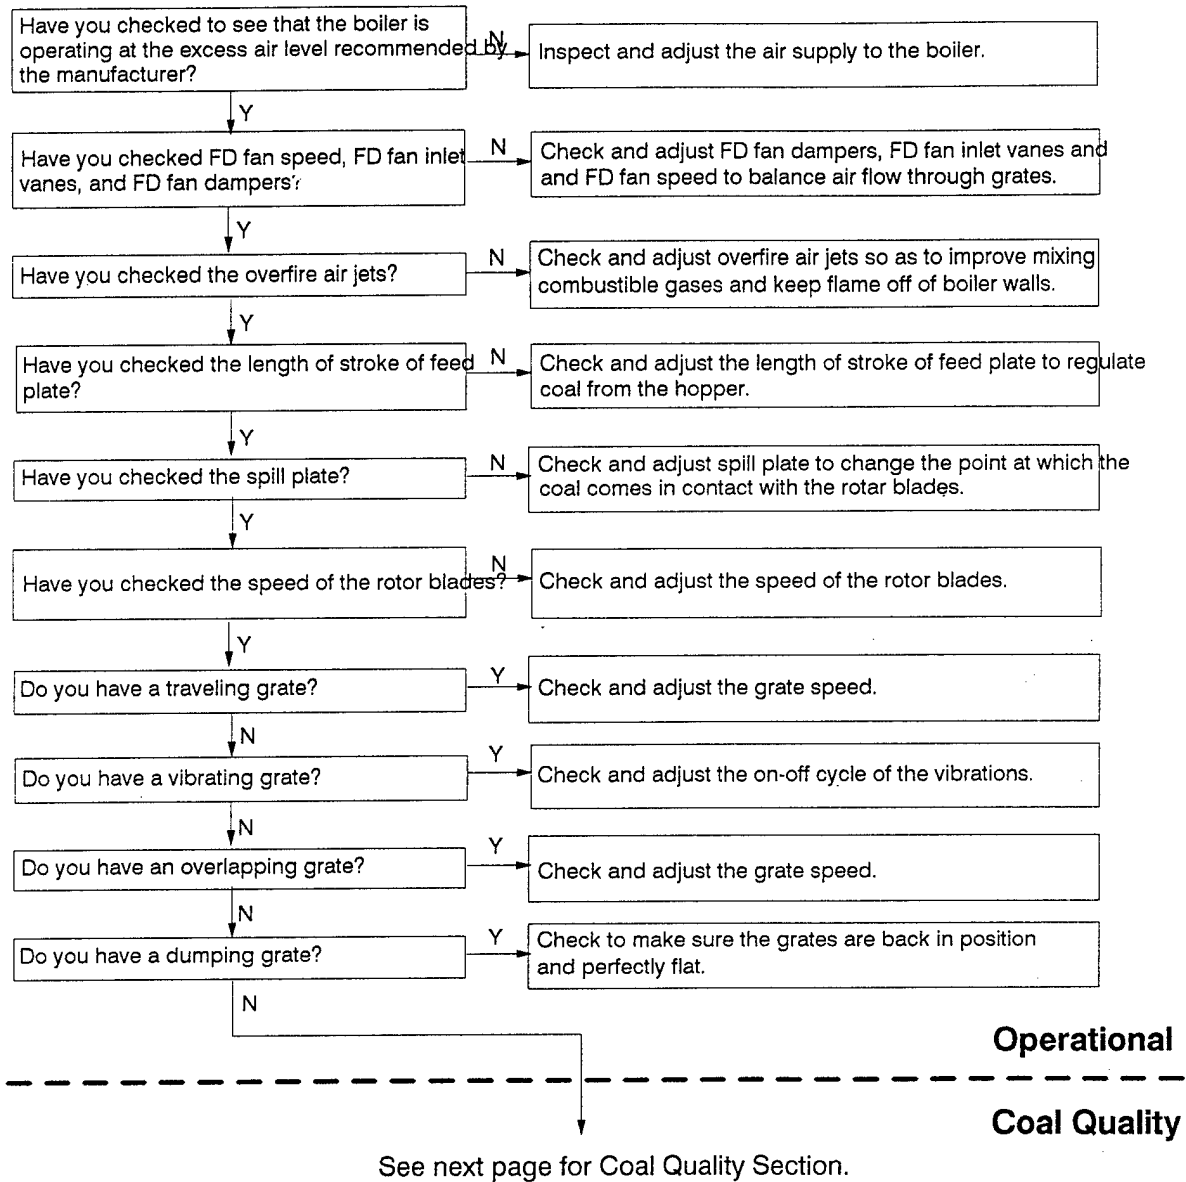 Have you checked to see that the boiler is
operating at the excess air level recommended by
the manufacturer?
N
Inspect and adjust the air supply to the boiler.
Y
Have you checked FD fan speed, FD fan inlet
vanes, and FD fan dampers?
N
Check and adjust FD fan dampers, FD fan inlet vanes and
and FD fan speed to balance air flow through grates.
Y
Have you checked the overfire air jets?
N
Check and adjust overfire air jets so as to improve mixing
combustible gases and keep flame off of boiler walls.
Y
Have you checked the length of stroke of feed
plate?
N
Check and adjust the length of stroke of feed plate to regulate
coal from the hopper.
Y
Have you checked the spill plate?
N
Check and adjust spill plate to change the point at which the
coal comes in contact with the rotar blades.
Y
Have you checked the speed of the rotor blades?
N
Check and adjust the speed of the rotor blades.
Y
Do you have a traveling grate?
Y
Check and adjust the grate speed.
N
Do you have a vibrating grate?
Y
Check and adjust the on-off cycle of the vibrations.
N
Do you have an overlapping grate?
Y
Check and adjust the grate speed.
N
Do you have a dumping grate?
Y
Check to make sure the grates are back in position
and perfectly flat.
N
Operational
Coal Quality
See next page for Coal Quality Section.